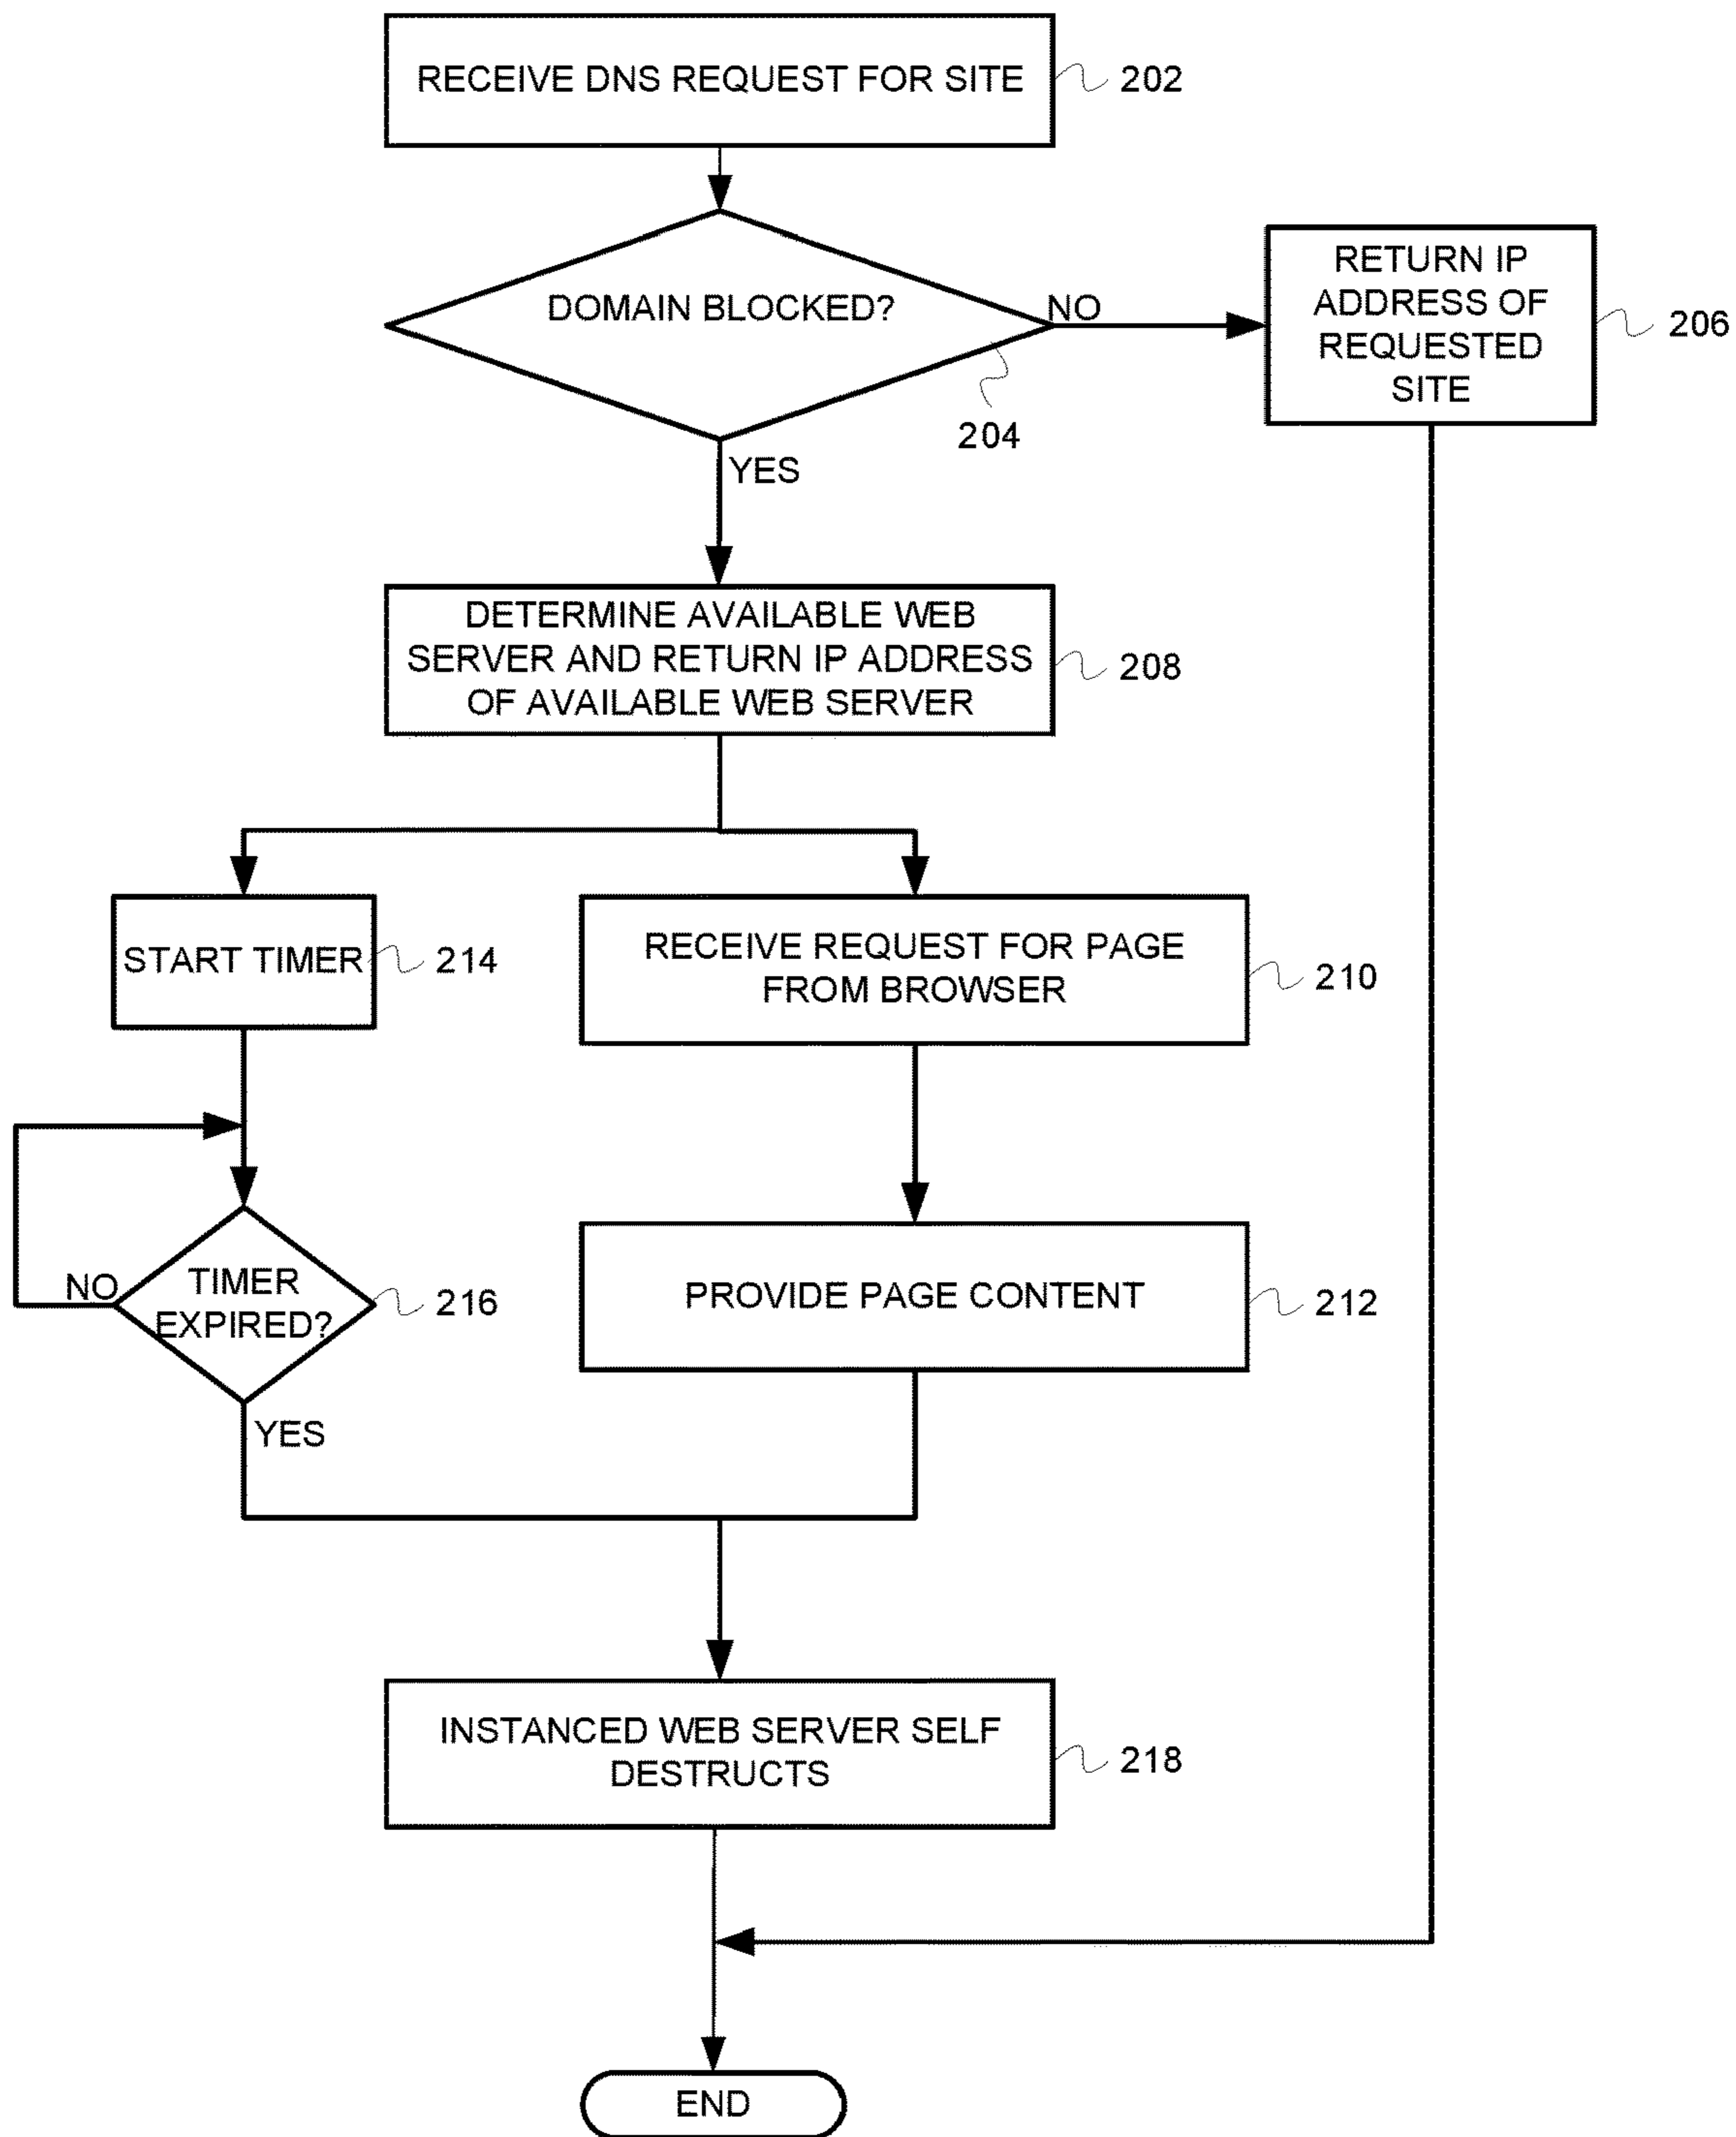 RECEIVE DNS REQUEST FOR SITE
202
DOMAIN BLOCKED?
NO
204
YES
RETURN IP
ADDRESS OF
REQUESTED
SITE
206
DETERMINE AVAILABLE WEB
SERVER AND RETURN IP ADDRESS
OF AVAILABLE WEB SERVER
208
START TIMER
214
RECEIVE REQUEST FOR PAGE
FROM BROWSER
210
NO
TIMER
EXPIRED?
216
YES
PROVIDE PAGE CONTENT
212
INSTANCED WEB SERVER SELF
DESTRUCTS
218
END